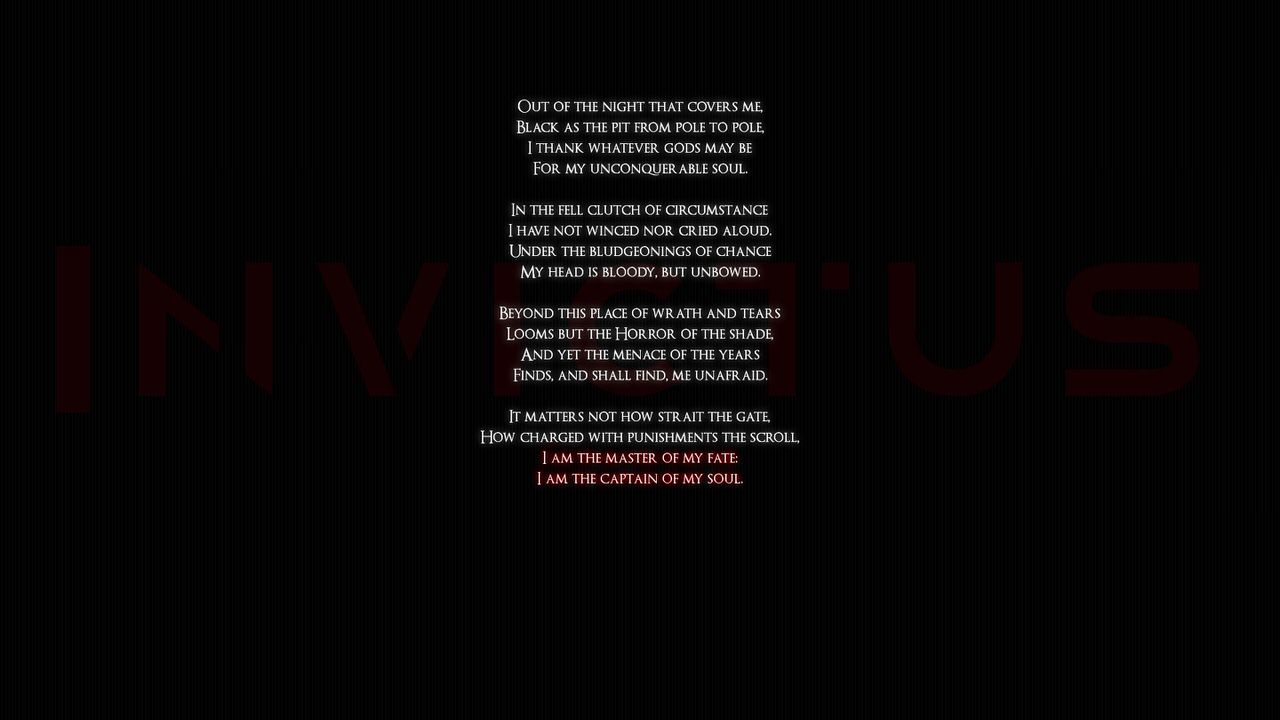 Out of the night that covers me,
Black as the pit from pole to pole,
I thank whatever gods may be
For my unconquerable soul.
In the fell clutch of circumstance
I have not winced nor cried aloud.
Under the bludgeonings of chance
My head is bloody, but unbowed.
Invictus
Beyond this place of wrath and tears
Looms but the Horror of the shade,
And yet the menace of the years
Finds, and shall find, me unafraid.
It matters not how strait the gate,
How charged with punishments the scroll,
I am the master of my fate:
I am the captain of my soul.